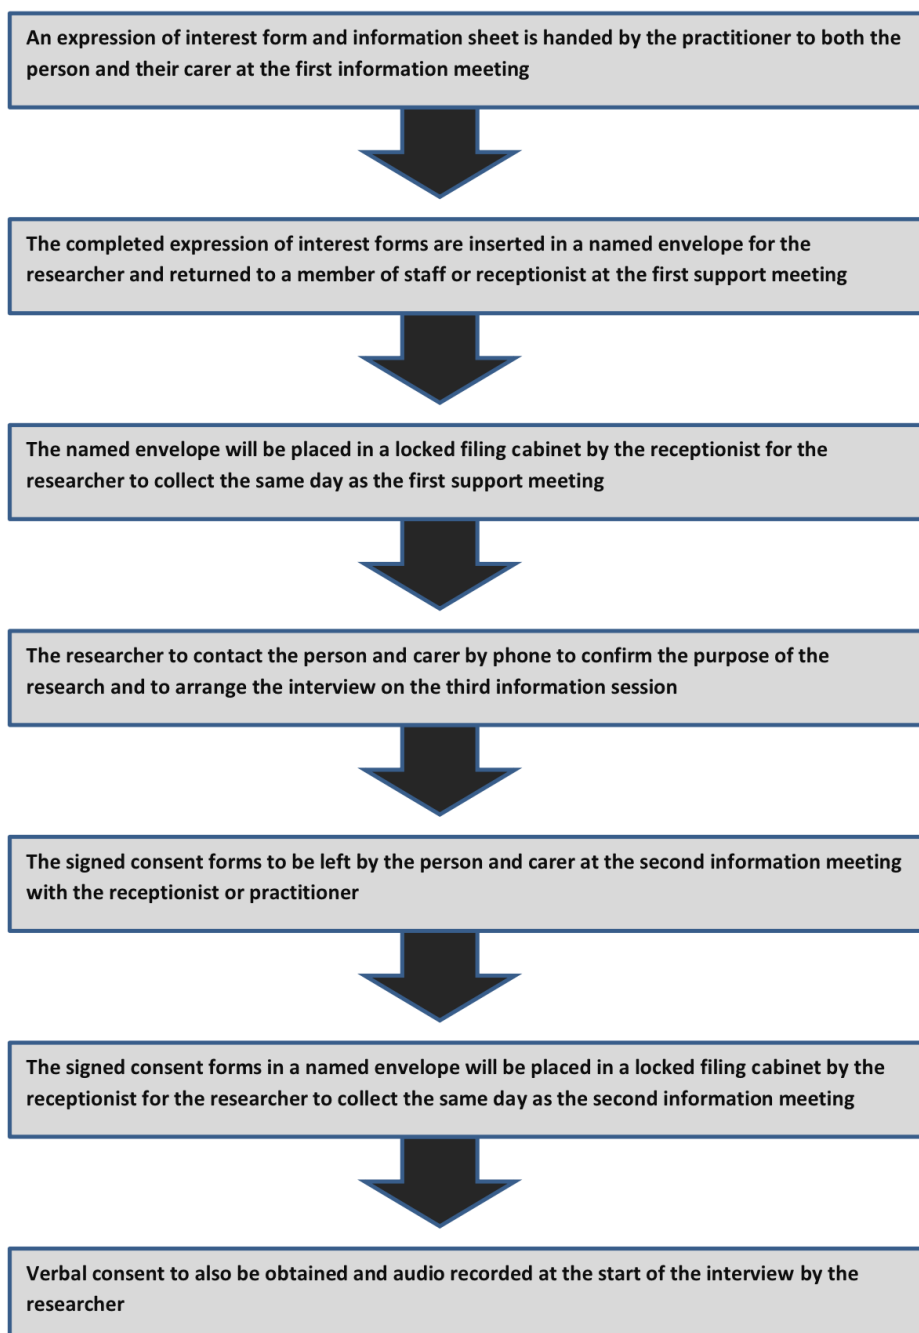 An expression of interest form and information sheet is handed by the practitioner to both the
person and their carer at the first information meeting
The completed expression of interest forms are inserted in a named envelope for the
researcher and returned to a member of staff or receptionist at the first support meeting
The named envelope will be placed in a locked filing cabinet by the receptionist for the
researcher to collect the same day as the first support meeting
The researcher to contact the person and carer by phone to confirm the purpose of the
research and to arrange the interview on the third information session
The signed consent forms to be left by the person and carer at the second information meeting
with the receptionist or practitioner
The signed consent forms in a named envelope will be placed in a locked filing cabinet by the
receptionist for the researcher to collect the same day as the second information meeting
Verbal consent to also be obtained and audio recorded at the start of the interview by the
researcher